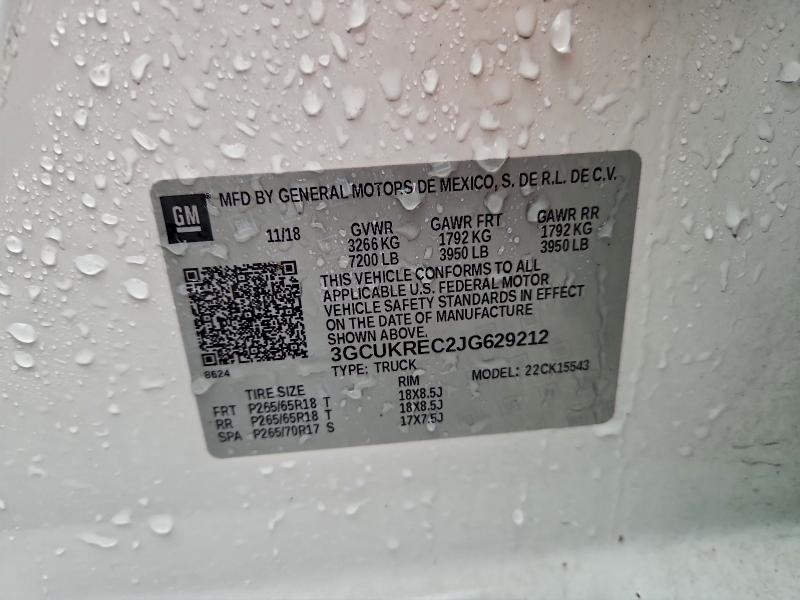 GM MFD BY GENERAL MOTORS DE MEXICO, S. DE R.L. DE C.V.
11/18 GVWR GAWR FRT GAWR RR
3266 KG 1792 KG 1792 KG
7200 LB 3950 LB 3950 LB
THIS VEHICLE CONFORMS TO ALL
APPLICABLE U.S. FEDERAL MOTOR
VEHICLE SAFETY STANDARDS IN EFFECT
ON THE DATE OF MANUFACTURE
SHOWN ABOVE.
3GCUKREC2JG629212
8624 TYPE: TRUCK MODEL: 22CK15543
TIRE SIZE RIM
FRT P265/65R18 T 18X8.5J
RR P265/65R18 T 18X8.5J
SPA P265/70R17 S 17X7.5J